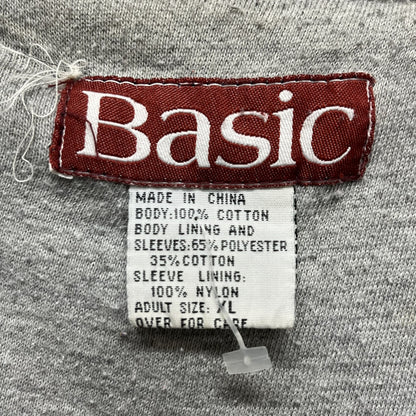 Basic
MADE IN CHINA
BODY:100% COTTON
BODY LINING AND
SLEEVES:65% POLYESTER
35% COTTON
SLEEVE LINING:
100% NYLON
ADULT SIZE: XL
OVER FOR CARE